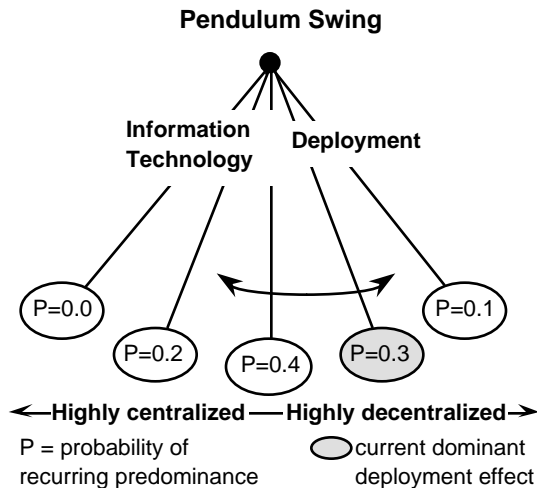 Pendulum Swing
Information
Technology
Deployment
P=0.0
P=0.2
P=0.4
P=0.3
P=0.1
Highly centralized
Highly decentralized
P = probability of
recurring predominance
current dominant
deployment effect